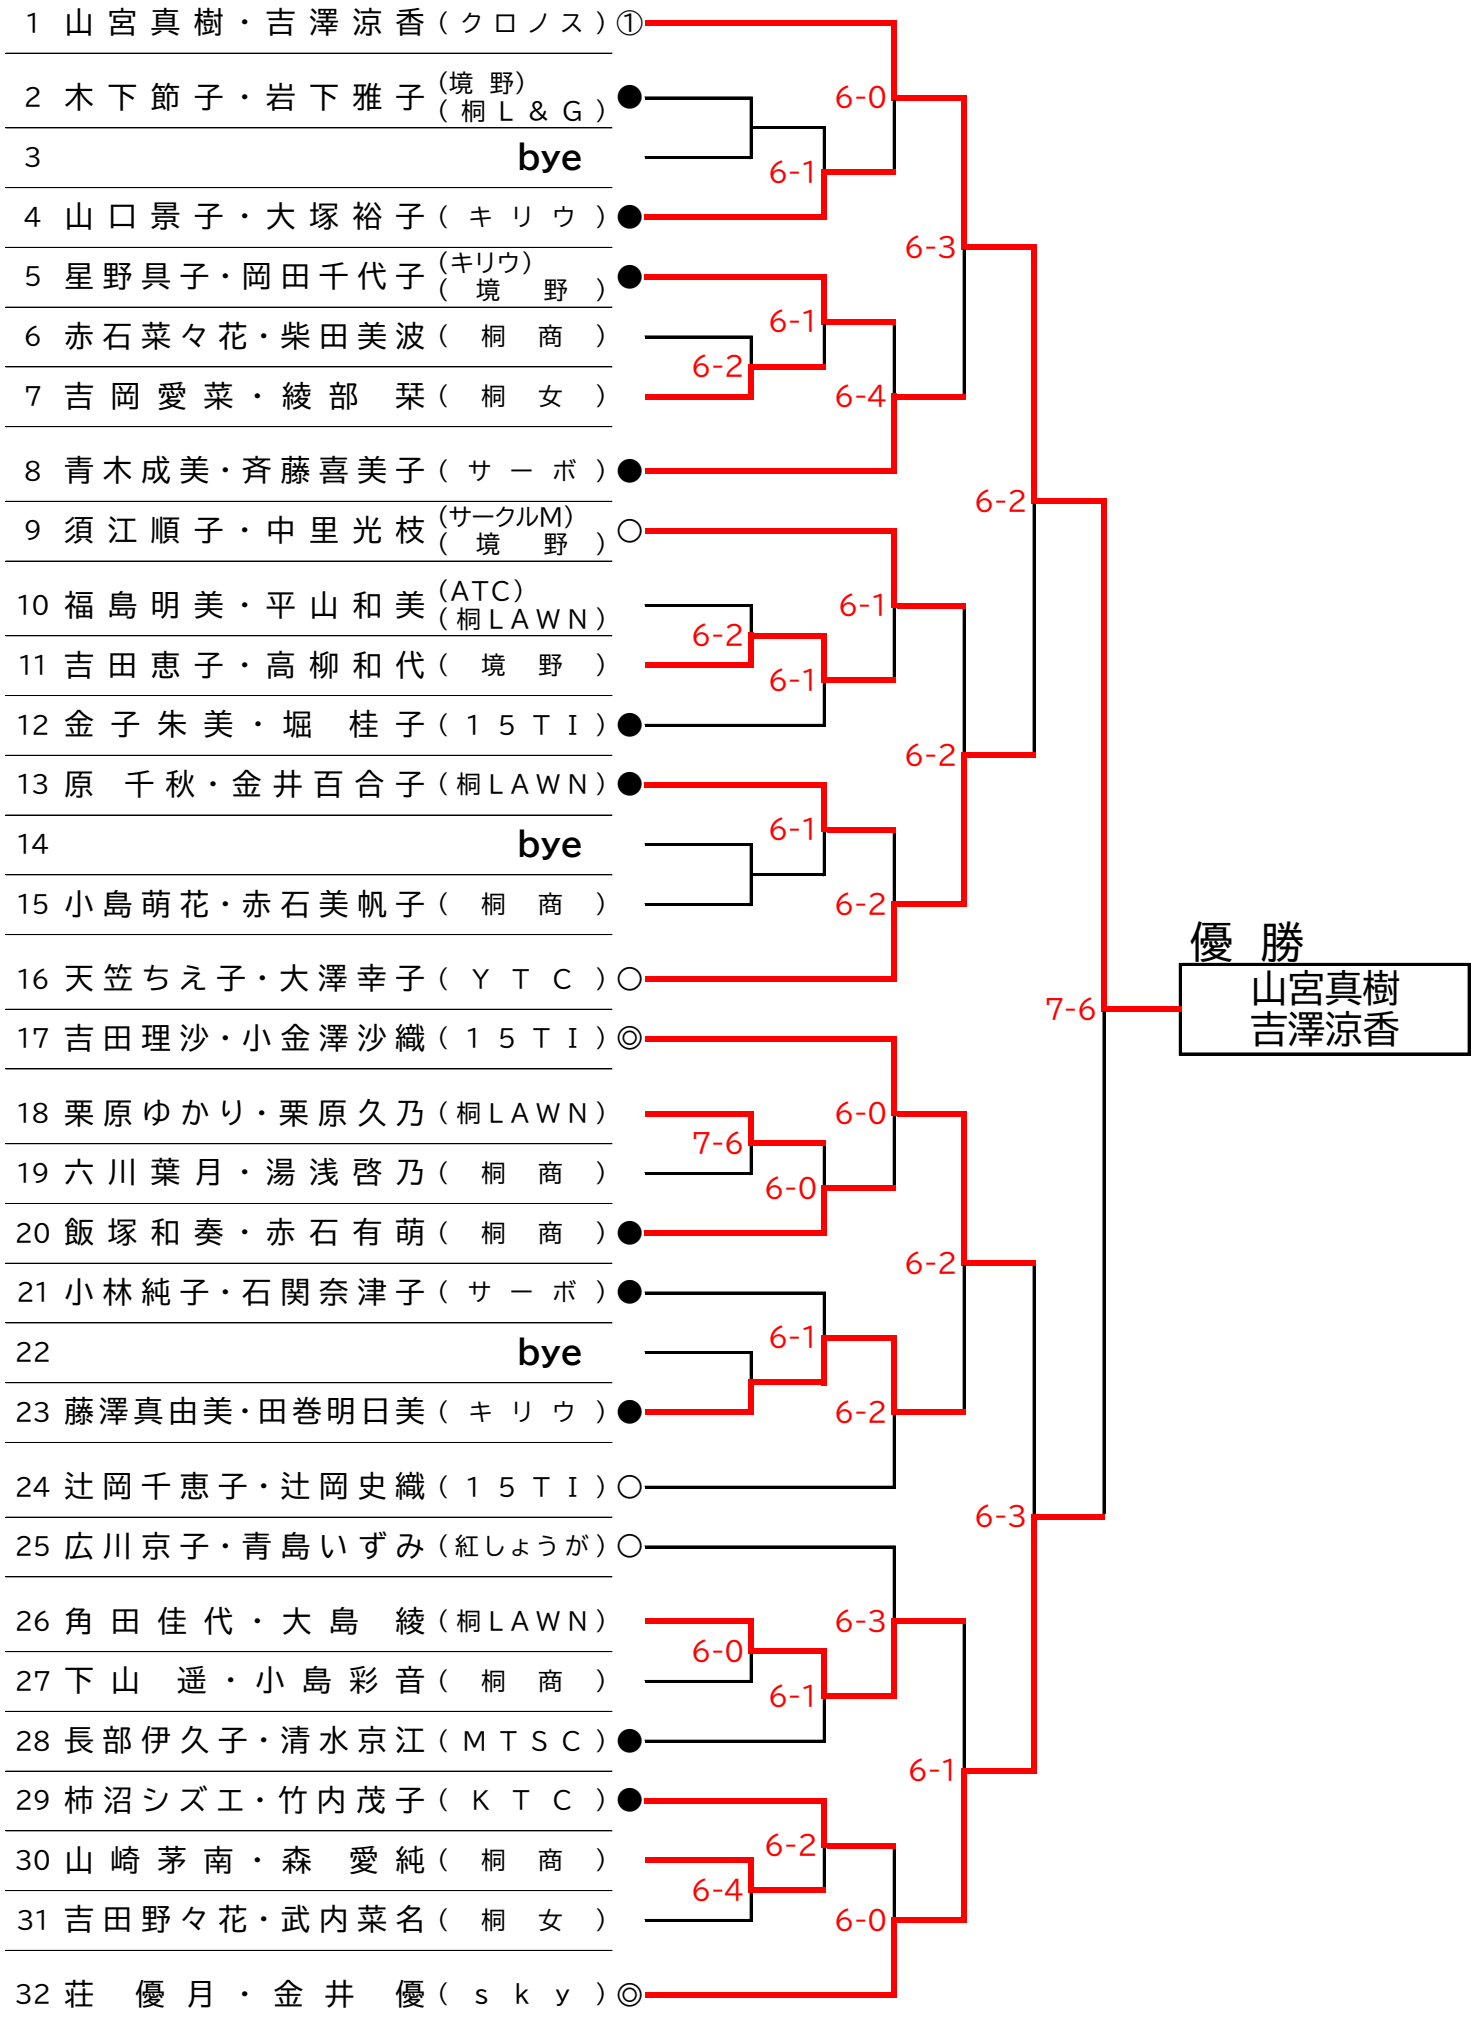 1 山宮真樹・吉澤涼香 (クロノス) ①
2 木下節子・岩下雅子 (境野) (桐L&G) ●
3 bye
4 山口景子・大塚裕子 (キリウ) ●
5 星野具子・岡田千代子 (キリウ) (境野) ●
6 赤石菜々花・柴田美波 (桐商)
7 吉岡愛菜・綾部 栞 (桐女)
8 青木成美・斉藤喜美子 (サーボ) ●
9 須江順子・中里光枝 (サークルM) (境野) ○
10 福島明美・平山和美 (ATC) (桐LAWN)
11 吉田恵子・高柳和代 (境野)
12 金子朱美・堀 桂子 (15TI) ●
13 原 千秋・金井百合子 (桐LAWN) ●
14 bye
15 小島萌花・赤石美帆子 (桐商)
16 天笠ちえ子・大澤幸子 (YTC) ○
17 吉田理沙・小金澤沙織 (15TI) ◎
18 栗原ゆかり・栗原久乃 (桐LAWN)
19 六川葉月・湯浅啓乃 (桐商)
20 飯塚和奏・赤石有萌 (桐商) ●
21 小林純子・石関奈津子 (サーボ) ●
22 bye
23 藤澤真由美・田巻明日美 (キリウ) ●
24 辻岡千恵子・辻岡史織 (15TI) ○
25 広川京子・青島いずみ (紅しょうが) ○
26 角田佳代・大島 綾 (桐LAWN)
27 下山 遥・小島彩音 (桐商)
28 長部伊久子・清水京江 (MTSC) ●
29 柿沼シズエ・竹内茂子 (KTC) ●
30 山崎茅南・森 愛純 (桐商)
31 吉田野々花・武内菜名 (桐女)
32 荘 優月・金井 優 (sky) ◎
6-2
6-2
7-6
6-0
6-4
6-1
6-1
6-1
6-1
6-0
6-1
6-1
6-2
6-0
6-4
6-1
6-2
6-0
6-2
6-3
6-0
6-3
6-2
6-2
6-1
6-2
6-3
7-6
優勝
山宮真樹
吉澤涼香